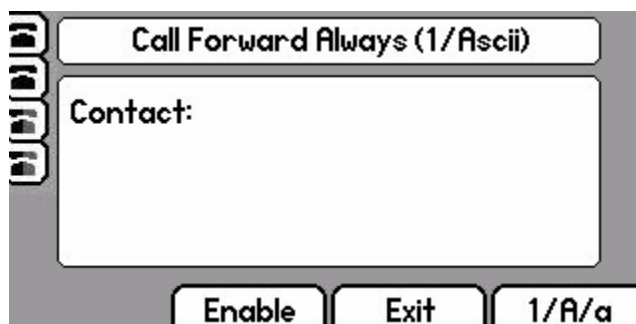 Call Forward Always (1/Ascii)
Contact:
Enable Exit 1/A/a